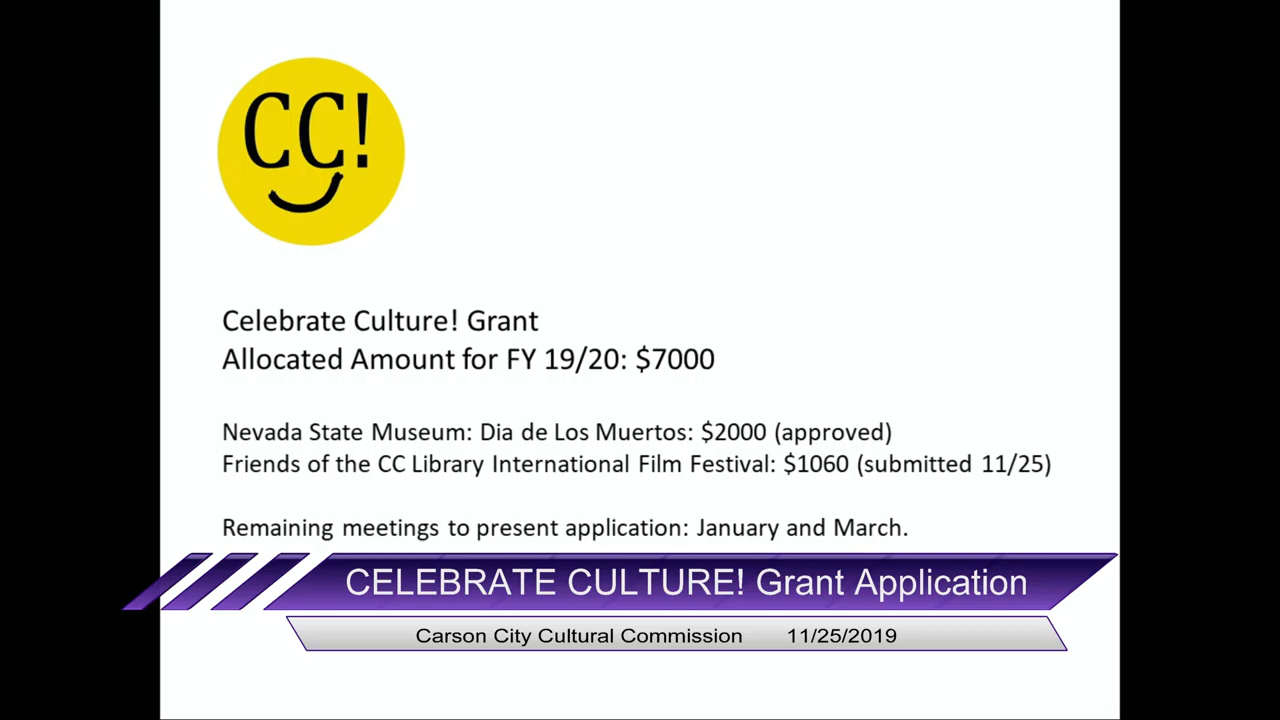 CC!
Celebrate Culture! Grant
Allocated Amount for FY 19/20: $7000
Nevada State Museum: Dia de Los Muertos: $2000 (approved)
Friends of the CC Library International Film Festival: $1060 (submitted 11/25)
Remaining meetings to present application: January and March.
CELEBRATE CULTURE! Grant Application
Carson City Cultural Commission 11/25/2019